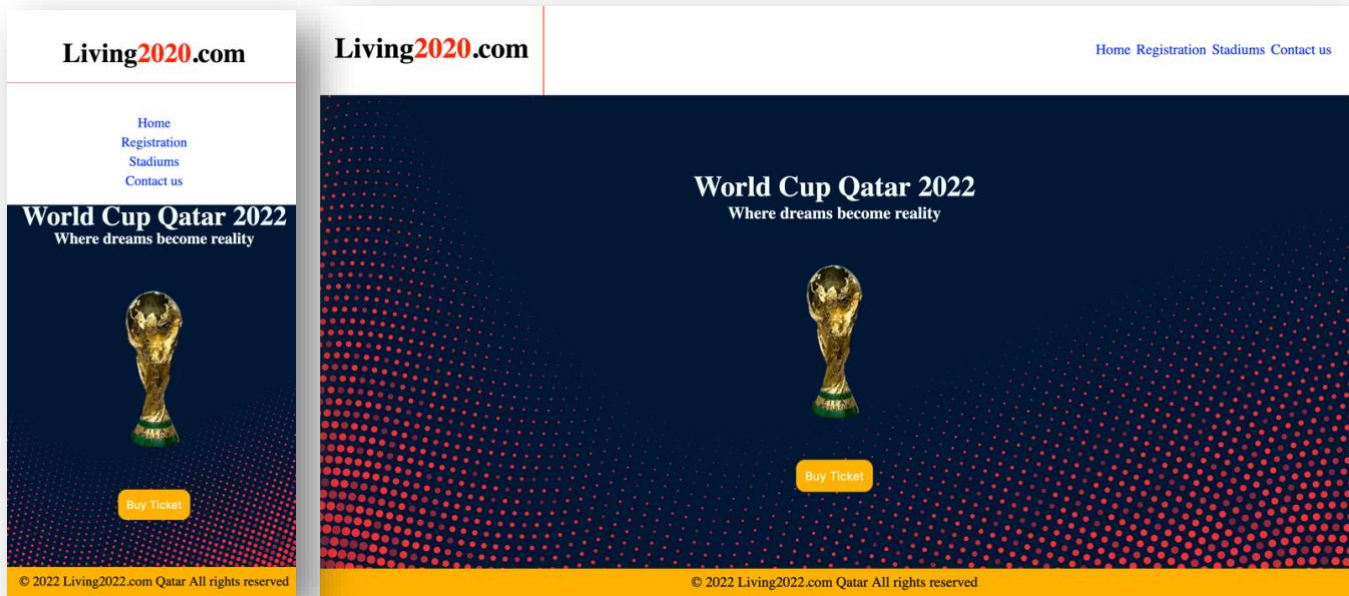 Living2020.com
Home
Registration
Stadiums
Contact us
World Cup Qatar 2022
Where dreams become reality
Buy Ticket
© 2022 Living2022.com Qatar All rights reserved
Living2020.com
Home Registration Stadiums Contact us
World Cup Qatar 2022
Where dreams become reality
Buy Ticket
© 2022 Living2022.com Qatar All rights reserved